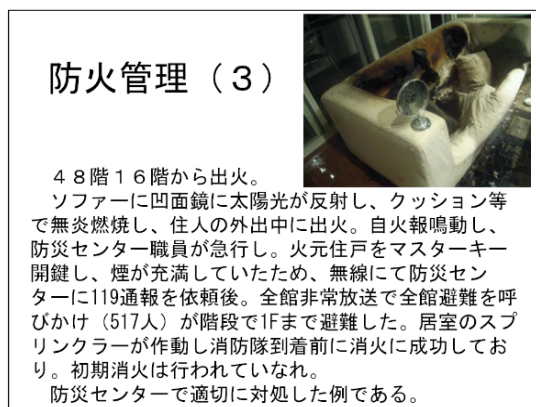 防火管理（３）
４８階１６階から出火。
ソファーに凹面鏡に太陽光が反射し、クッション等
で無炎燃焼し、住人の外出中に出火。自火報鳴動し、
防災センター職員が急行し。火元住戸をマスターキー
開鍵し、煙が充満していたため、無線にて防災セン
ターに119通報を依頼後。全館非常放送で全館避難を呼
びかけ（517人）が階段で1Fまで避難した。居室のスプ
リンクラーが作動し消防隊到着前に消火に成功してお
り。初期消火は行われていなれ。
防災センターで適切に対処した例である。